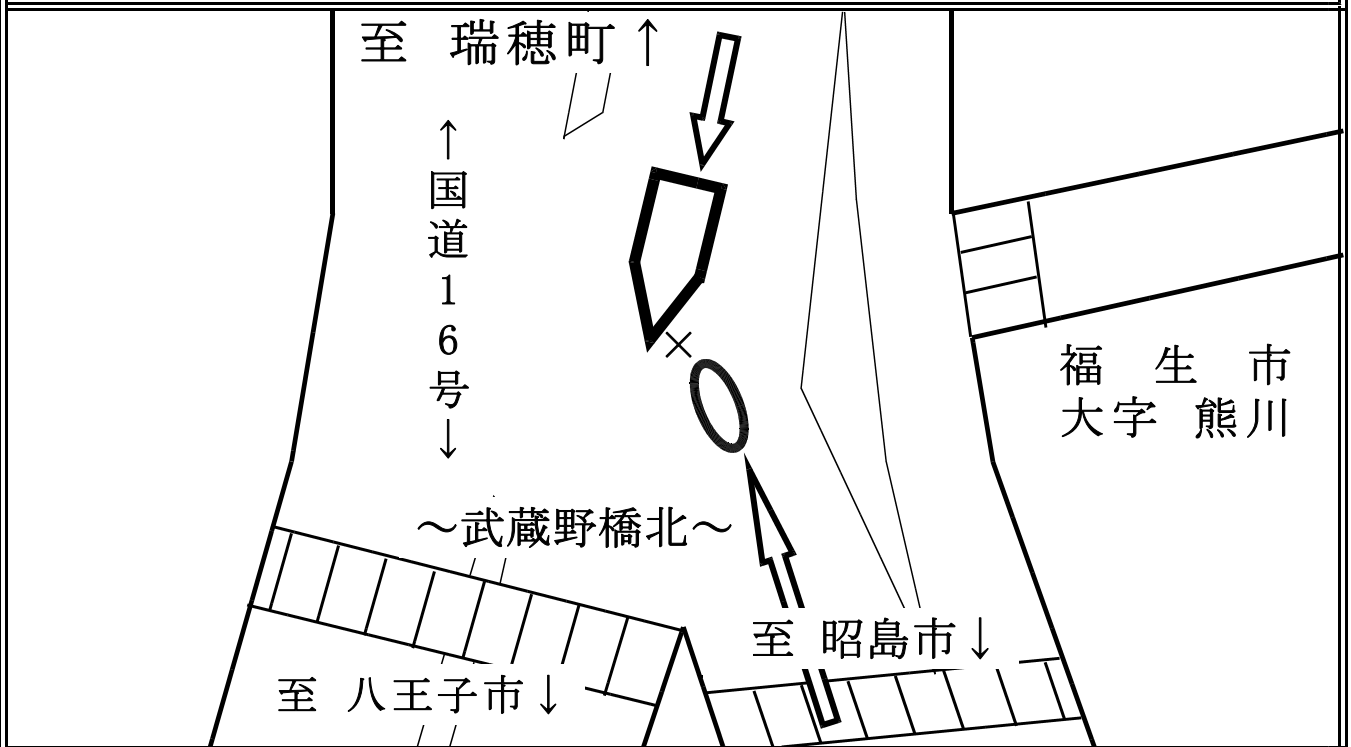 至 瑞穂町↑
↑国道16号↓
福 生 市
大字 熊川
~武蔵野橋北~
至 昭島市↓
至 八王子市↓